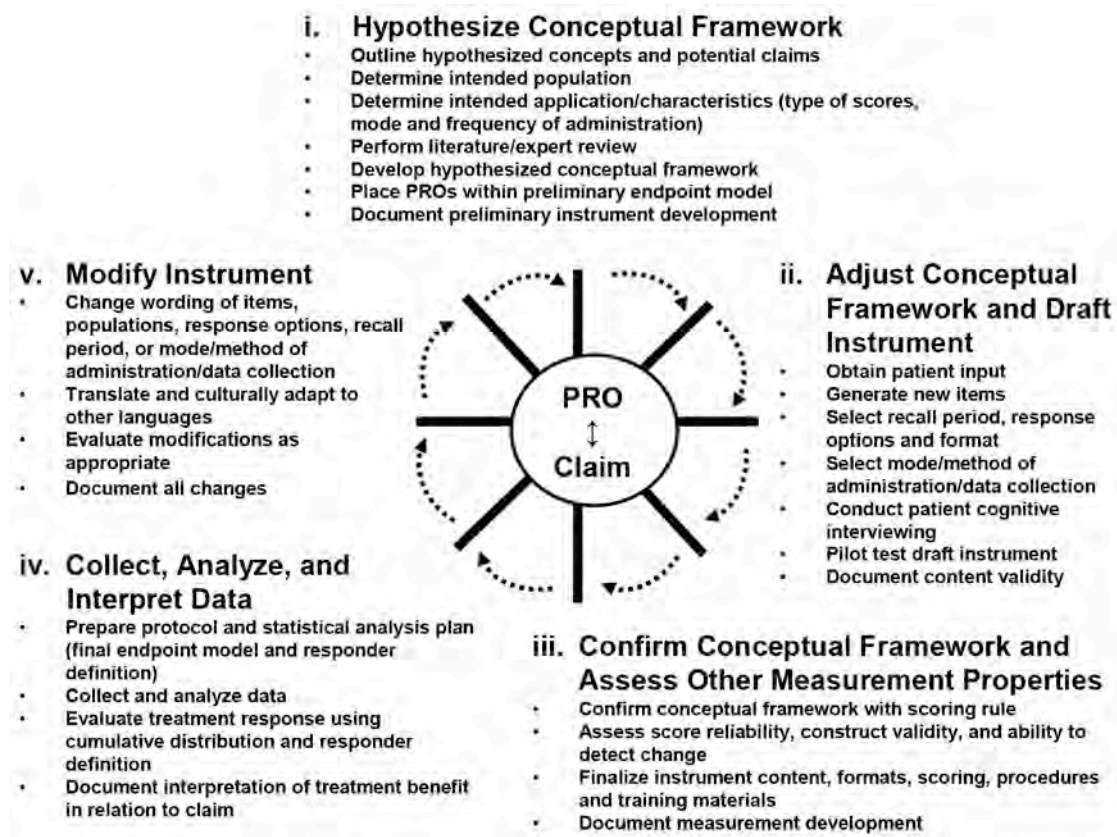 i. Hypothesize Conceptual Framework
· Outline hypothesized concepts and potential claims
· Determine intended population
· Determine intended application/characteristics (type of scores,
mode and frequency of administration)
· Perform literature/expert review
· Develop hypothesized conceptual framework
· Place PROs within preliminary endpoint model
· Document preliminary instrument development
ii. Adjust Conceptual
Framework and Draft
Instrument
· Obtain patient input
· Generate new items
· Select recall period, response
options and format
· Select mode/method of
administration/data collection
· Conduct patient cognitive
interviewing
· Pilot test draft instrument
· Document content validity
PRO
↕
Claim
iii. Confirm Conceptual Framework and
Assess Other Measurement Properties
· Confirm conceptual framework with scoring rule
· Assess score reliability, construct validity, and ability to
detect change
· Finalize instrument content, formats, scoring, procedures
and training materials
· Document measurement development
iv. Collect, Analyze, and
Interpret Data
· Prepare protocol and statistical analysis plan
(final endpoint model and responder
definition)
· Collect and analyze data
· Evaluate treatment response using
cumulative distribution and responder
definition
· Document interpretation of treatment benefit
in relation to claim
v. Modify Instrument
· Change wording of items,
populations, response options, recall
period, or mode/method of
administration/data collection
· Translate and culturally adapt to
other languages
· Evaluate modifications as
appropriate
· Document all changes